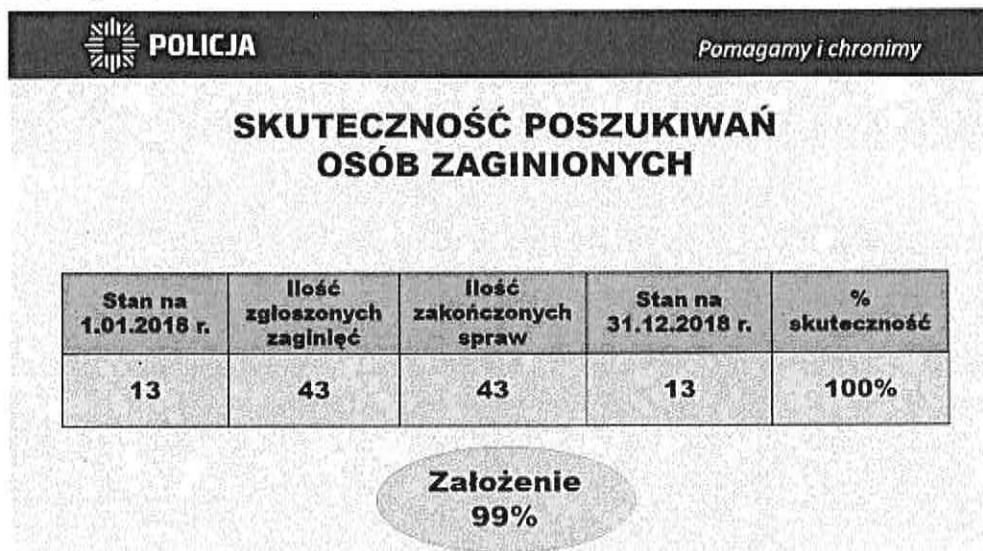 POLICJA
Pomagamy i chronimy
SKUTECZNOŚĆ POSZUKIWAŃ
OSÓB ZAGINIONYCH
Stan na
1.01.2018 r.
Ilość
zgłoszonych
zaginięć
Ilość
zakończonych
spraw
Stan na
31.12.2018 r.
%
skuteczność
13
43
43
13
100%
Założenie
99%